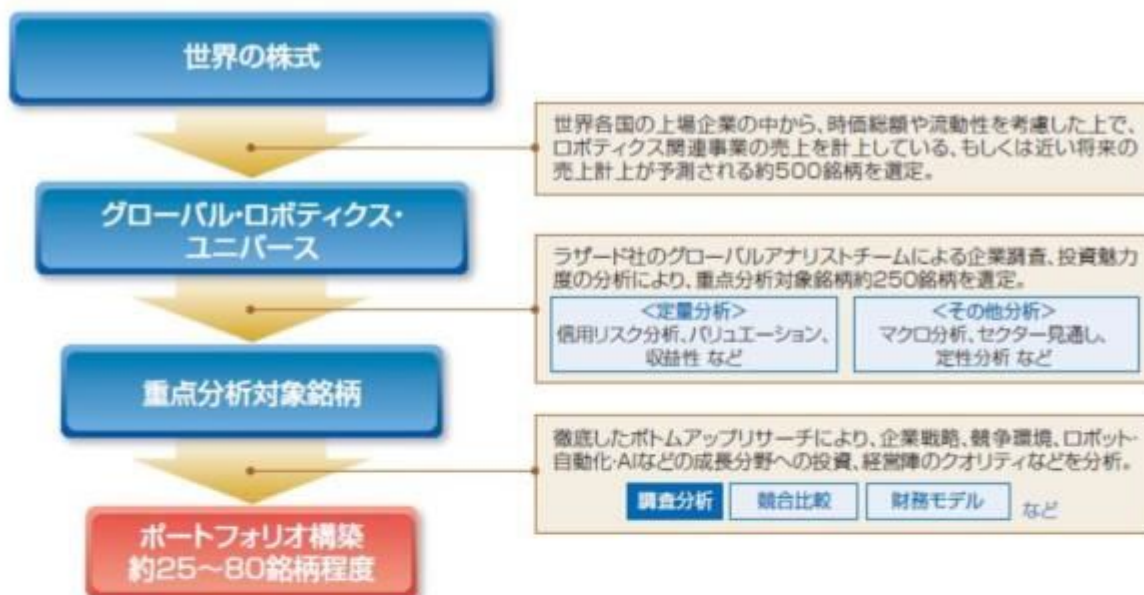 世界の株式
世界各国の上場企業の中から、時価総額や流動性を考慮した上で、
ロボティクス関連事業の売上を計上している、もしくは近い将来の
売上計上が予測される約500銘柄を選定。
グローバル・ロボティクス・
ユニバース
ラザード社のグローバルアナリストチームによる企業調査、投資魅力
度の分析により、重点分析対象銘柄約250銘柄を選定。
<定量分析>
信用リスク分析、バリュエーション、
収益性 など
<その他分析>
マクロ分析、セクター見通し、
定性分析 など
重点分析対象銘柄
徹底したボトムアップリサーチにより、企業戦略、競争環境、ロボット・
自動化・AIなどの成長分野への投資、経営陣のクオリティなどを分析。
調査分析
競合比較
財務モデル
など
ポートフォリオ構築
約25～80銘柄程度